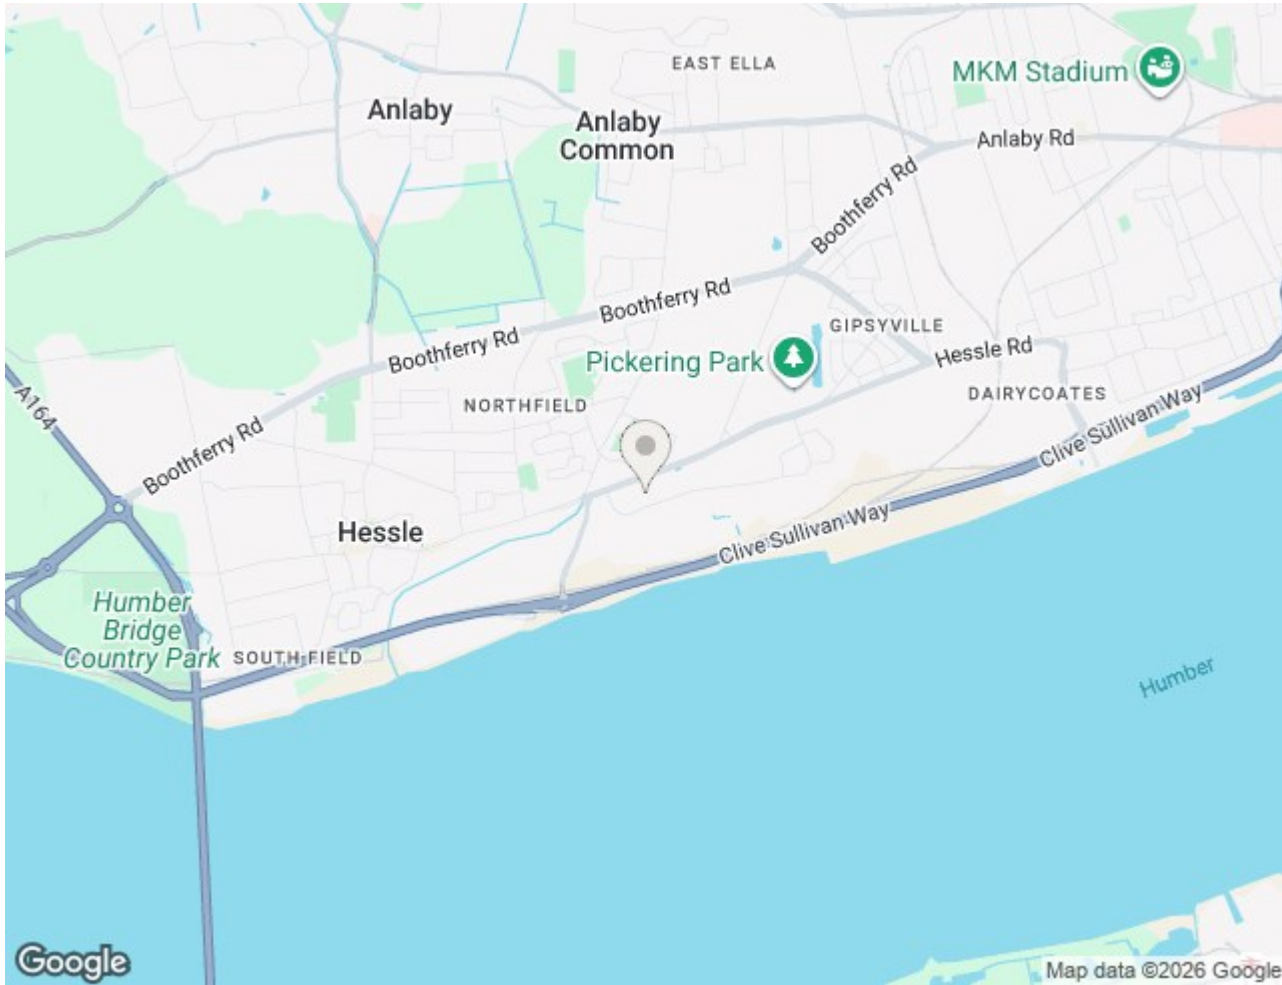 EAST ELLA
MKM Stadium
Anlaby
Anlaby
Common
Anlaby Rd
Boothferry Rd
Boothferry Rd
Boothferry Rd
GIPSYVILLE
Hessle Rd
Pickering Park
DAIRYCOATES
A164
NORTHFIELD
Clive Sullivan Way
Boothferry Rd
Hessle
Clive Sullivan Way
Humber
Bridge
Country Park
SOUTH FIELD
Humber
Google
Map data ©2026 Google